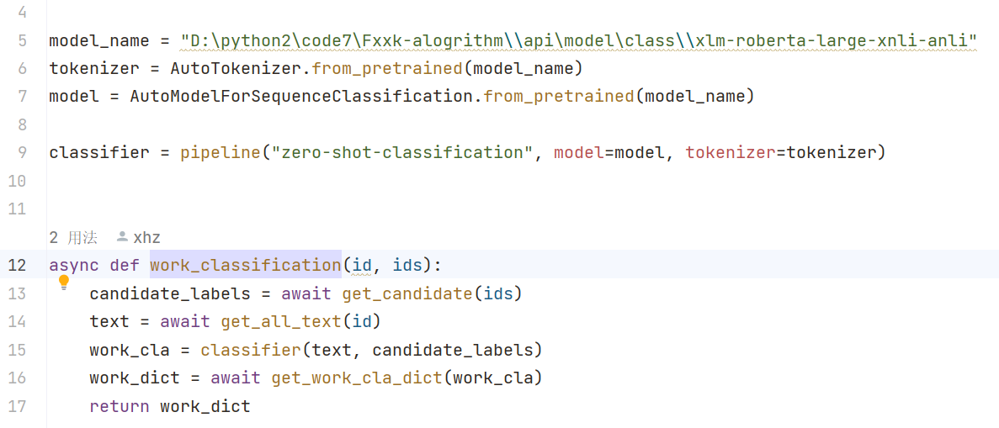 4
5 model_name = "D:\python2\code7\Fxxk-alogrithm\\api\model\class\\xlm-roberta-large-xnli-anli"
6 tokenizer = AutoTokenizer.from_pretrained(model_name)
7 model = AutoModelForSequenceClassification.from_pretrained(model_name)
8
9 classifier = pipeline("zero-shot-classification", model=model, tokenizer=tokenizer)
10
11
2 用法 xhz
12 async def work_classification(id, ids):
13 candidate_labels = await get_candidate(ids)
14 text = await get_all_text(id)
15 work_cla = classifier(text, candidate_labels)
16 work_dict = await get_work_cla_dict(work_cla)
17 return work_dict